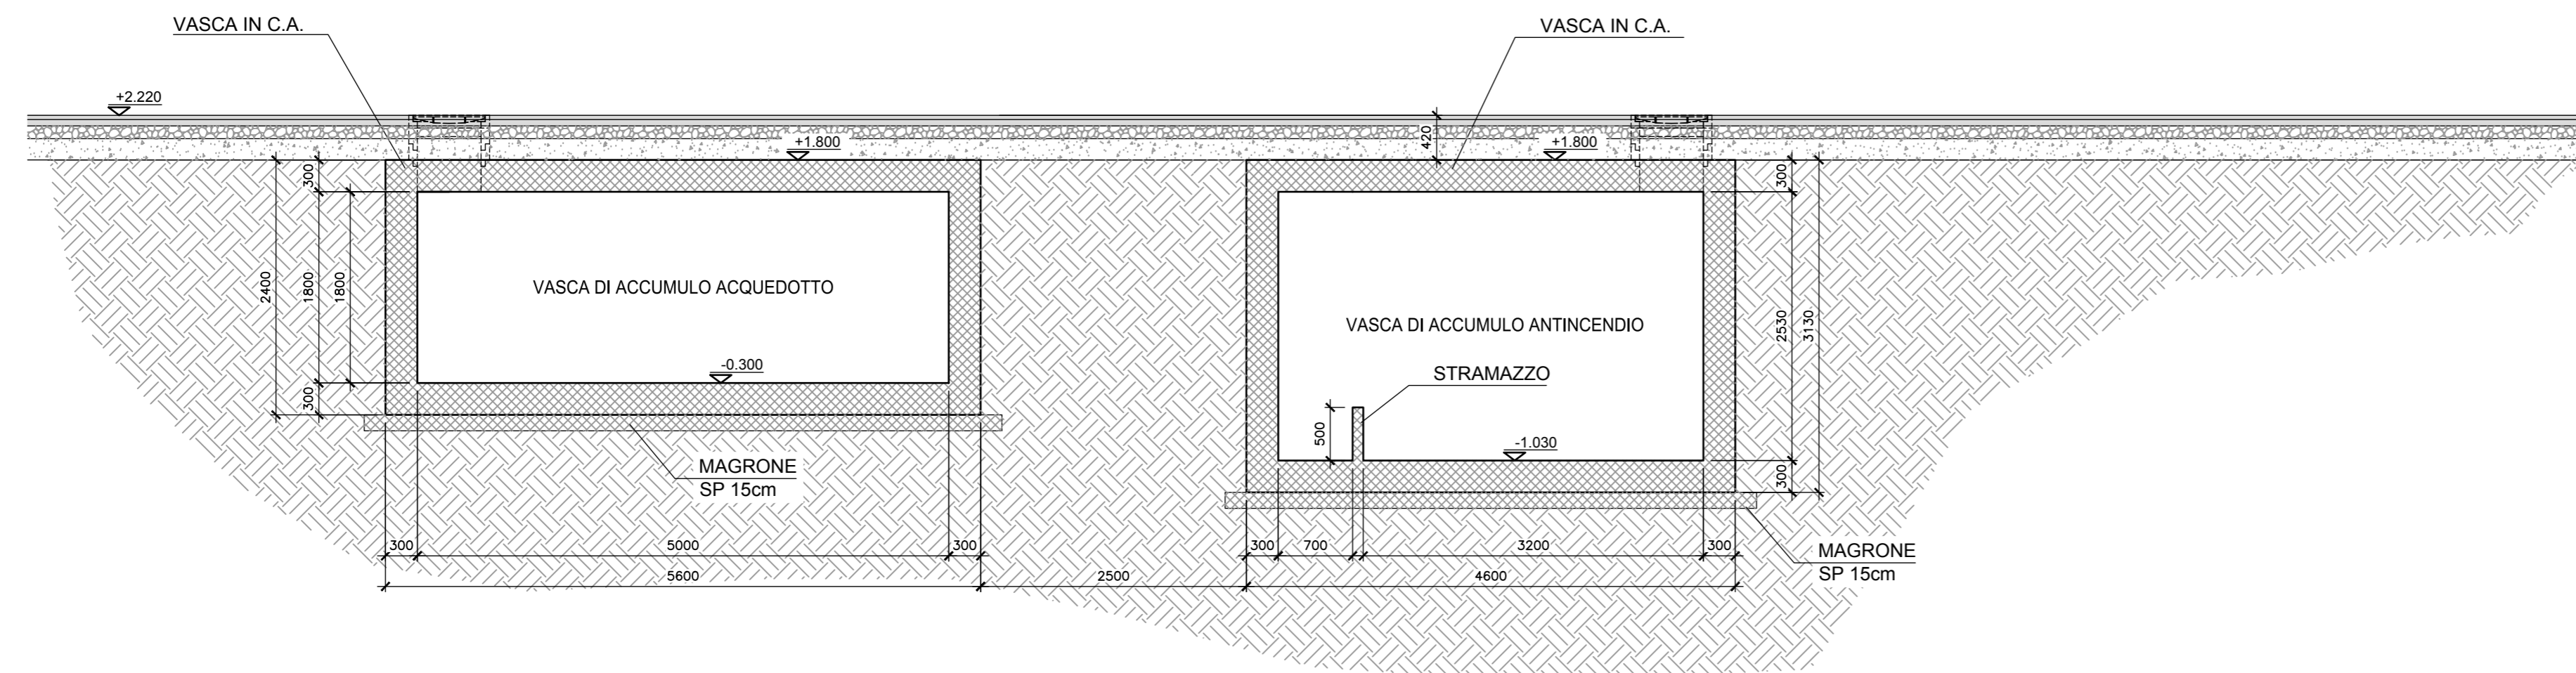 VASCA IN C.A.
VASCA IN C.A.
+2.220
420
+1.800
+1.800
300
300
2400
1800
1800
VASCA DI ACCUMULO ACQUEDOTTO
VASCA DI ACCUMULO ANTINCENDIO
2530
3130
-0.300
STRAMAZZO
300
500
-1.030
300
MAGRONE
SP 15cm
300
5000
300
300
700
3200
300
MAGRONE
SP 15cm
5600
2500
4600